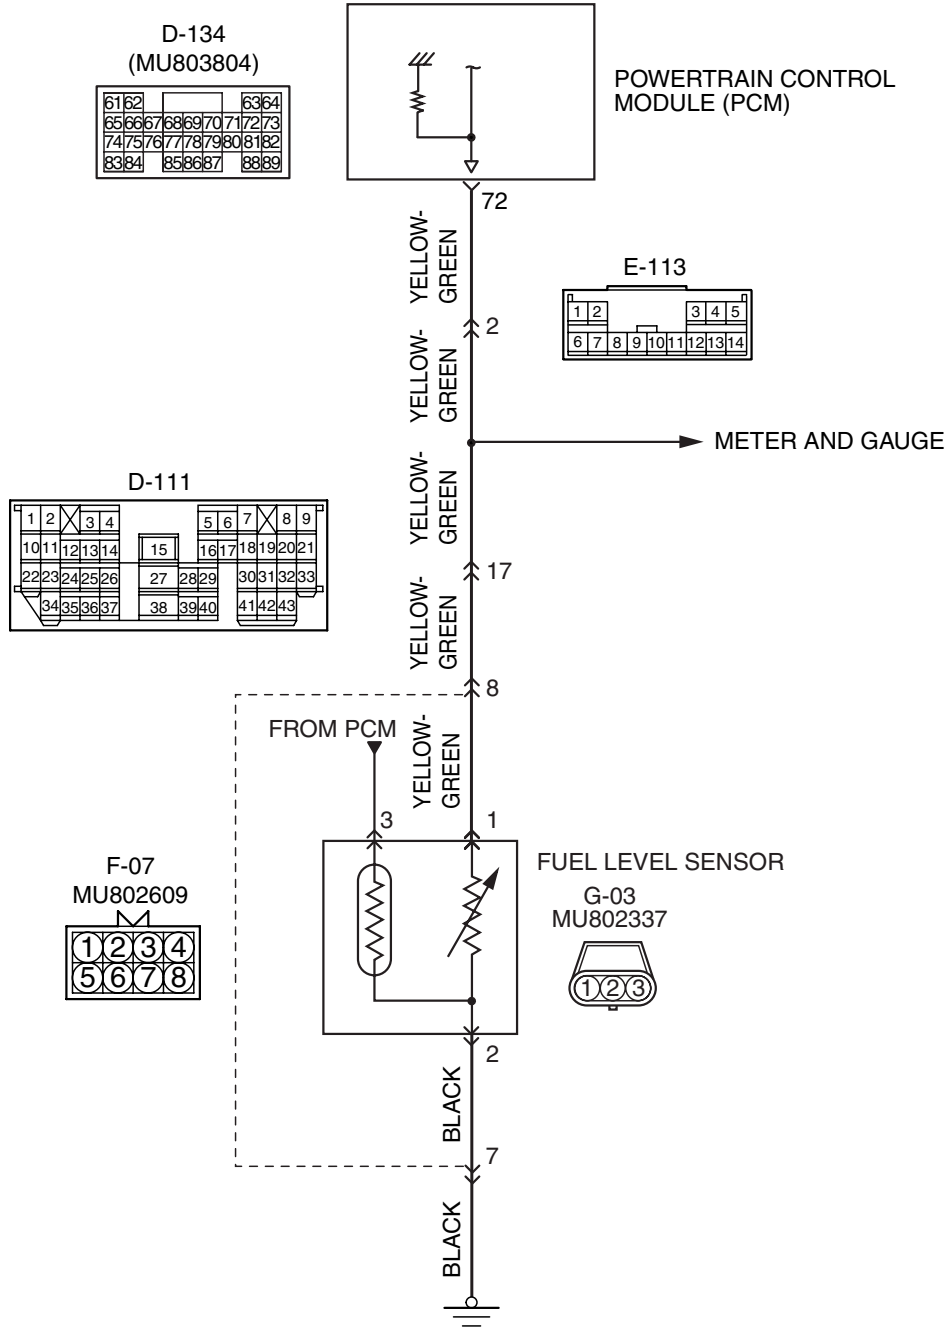 D-134
(MU803804)
61 62 63 64
65 66 67 68 69 70 71 72 73
74 75 76 77 78 79 80 81 82
83 84 85 86 87 88 89
POWERTRAIN CONTROL
MODULE (PCM)
72
YELLOW-
GREEN
E-113
1 2 3 4 5
6 7 8 9 10 11 12 13 14
2
YELLOW-
GREEN
METER AND GAUGE
YELLOW-
GREEN
D-111
1 2 3 4 5 6 7 8 9
10 11 12 13 14 15 16 17 18 19 20 21
22 23 24 25 26 27 28 29 30 31 32 33
34 35 36 37 38 39 40 41 42 43
17
YELLOW-
GREEN
8
FROM PCM
YELLOW-
GREEN
3
1
FUEL LEVEL SENSOR
G-03
MU802337
1 2 3
F-07
MU802609
1 2 3 4
5 6 7 8
2
BLACK
7
BLACK